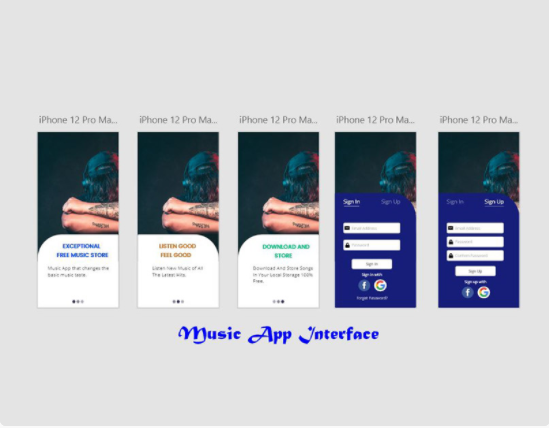 iPhone 12 Pro Ma...
iPhone 12 Pro Ma...
iPhone 12 Pro Ma...
iPhone 12 Pro Ma...
iPhone 12 Pro Ma...
EXCEPTIONAL
FREE MUSIC STORE
Music App that changes the
basic music taste.
LISTEN GOOD
FEEL GOOD
Listen New Music of All
The Latest Hits.
DOWNLOAD AND
STORE
Download And Store Songs
In Your Local Storage 100%
Free.
Sign In Sign Up
Email Address
Password
Sign In
Sign in with
f G
Forgot Password?
Sign In Sign Up
Email Address
Password
Confirm Password
Sign Up
Sign up with
f G
Music App Interface